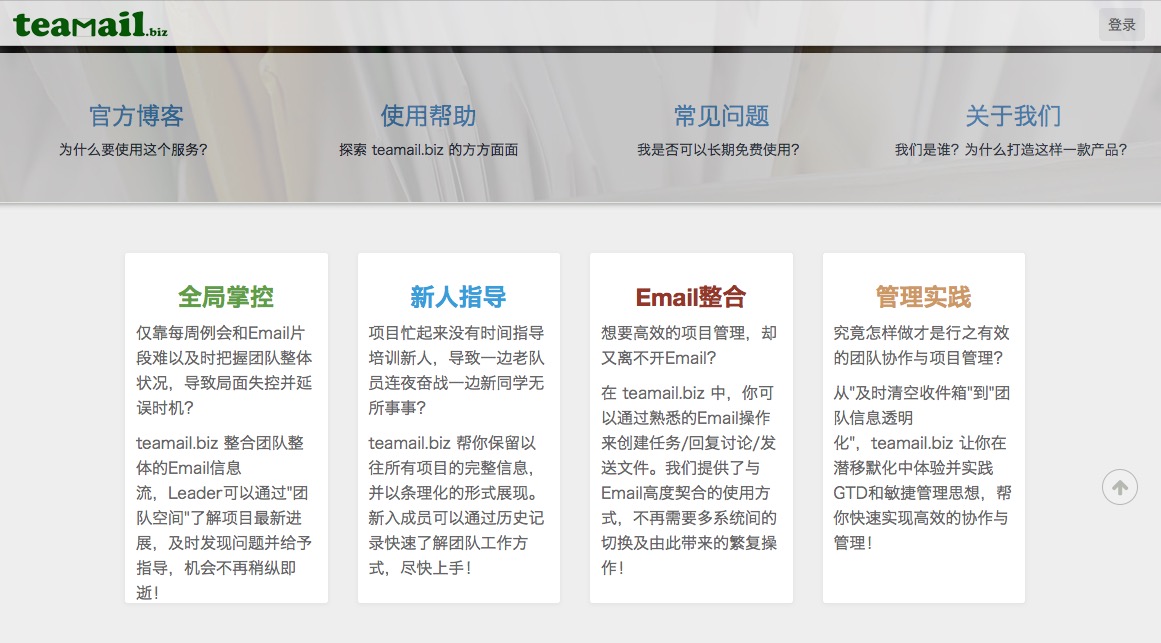 teamail.biz
登录
官方博客
为什么要使用这个服务?
使用帮助
探索 teamail.biz 的方方面面
常见问题
我是否可以长期免费使用?
关于我们
我们是谁? 为什么打造这样一款产品?
全局掌控
仅靠每周例会和Email片
段难以及时把握团队整体
状况，导致局面失控并延
误时机?
teamail.biz 整合团队整
体的Email信息
流，Leader可以通过"团
队空间"了解项目最新进
展，及时发现问题并给予
指导，机会不再稍纵即
逝!
新人指导
项目忙起来没有时间指导
培训新人，导致一边老队
员连夜奋战一边新同学无
所事事?
teamail.biz 帮你保留以
往所有项目的完整信息，
并以条理化的形式展现。
新入成员可以通过历史记
录快速了解团队工作方
式，尽快上手!
Email整合
想要高效的项目管理，却
又离不开Email?
在 teamail.biz 中，你可
以通过熟悉的Email操作
来创建任务/回复讨论/发
送文件。我们提供了与
Email高度契合的使用方
式，不再需要多系统间的
切换及由此带来的繁复操
作!
管理实践
究竟怎样做才是行之有效
的团队协作与项目管理?
从"及时清空收件箱"到"团
队信息透明
化"，teamail.biz 让你在
潜移默化中体验并实践
GTD和敏捷管理思想，帮
你快速实现高效的协作与
管理!